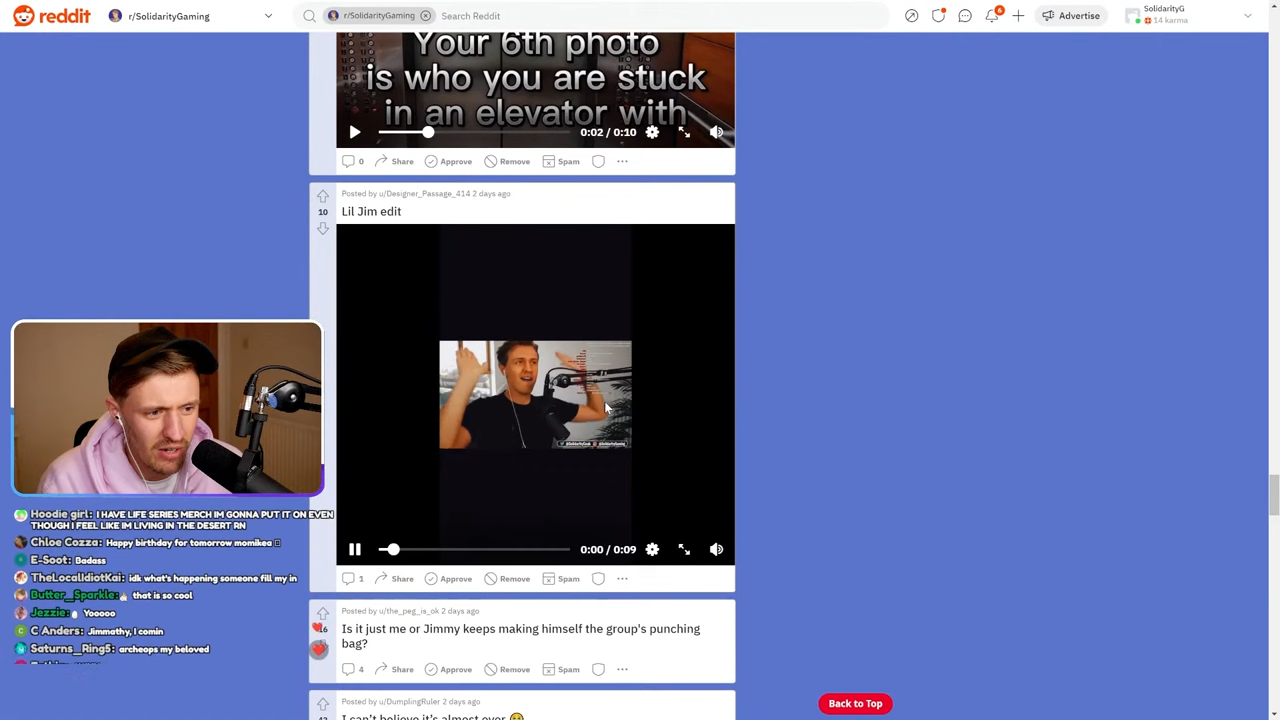 reddit
r/SolidarityGaming
r/SolidarityGaming
Search Reddit
6
Advertise
SolidarityG
14 karma
Your 6th photo
is who you are stuck
in an elevator with
0:02 / 0:10
0 Share Approve Remove Spam
Posted by u/Designer_Passage_414 2 days ago
10
Lil Jim edit
0:00 / 0:09
1 Share Approve Remove Spam
Posted by u/the_peg_is_ok 2 days ago
Is it just me or Jimmy keeps making himself the group's punching
bag?
4 Share Approve Remove Spam
Posted by u/DumplingRuler 2 days ago
I can't believe it's almost over
Back to Top
Hoodie girl: I HAVE LIFE SERIES MERCH IM GONNA PUT IT ON EVEN
THOUGH I FEEL LIKE IM LIVING IN THE DESERT RN
Chloe Cozza: Happy birthday for tomorrow momikea
E-Soot: Badass
TheLocalIdiotKai: idk what's happening someone fill my in
Butter_Sparkle: that is so cool
Jezzie: Yooooo
C Anders: Jimmathy, I comin
Saturns_Ring5: archeops my beloved